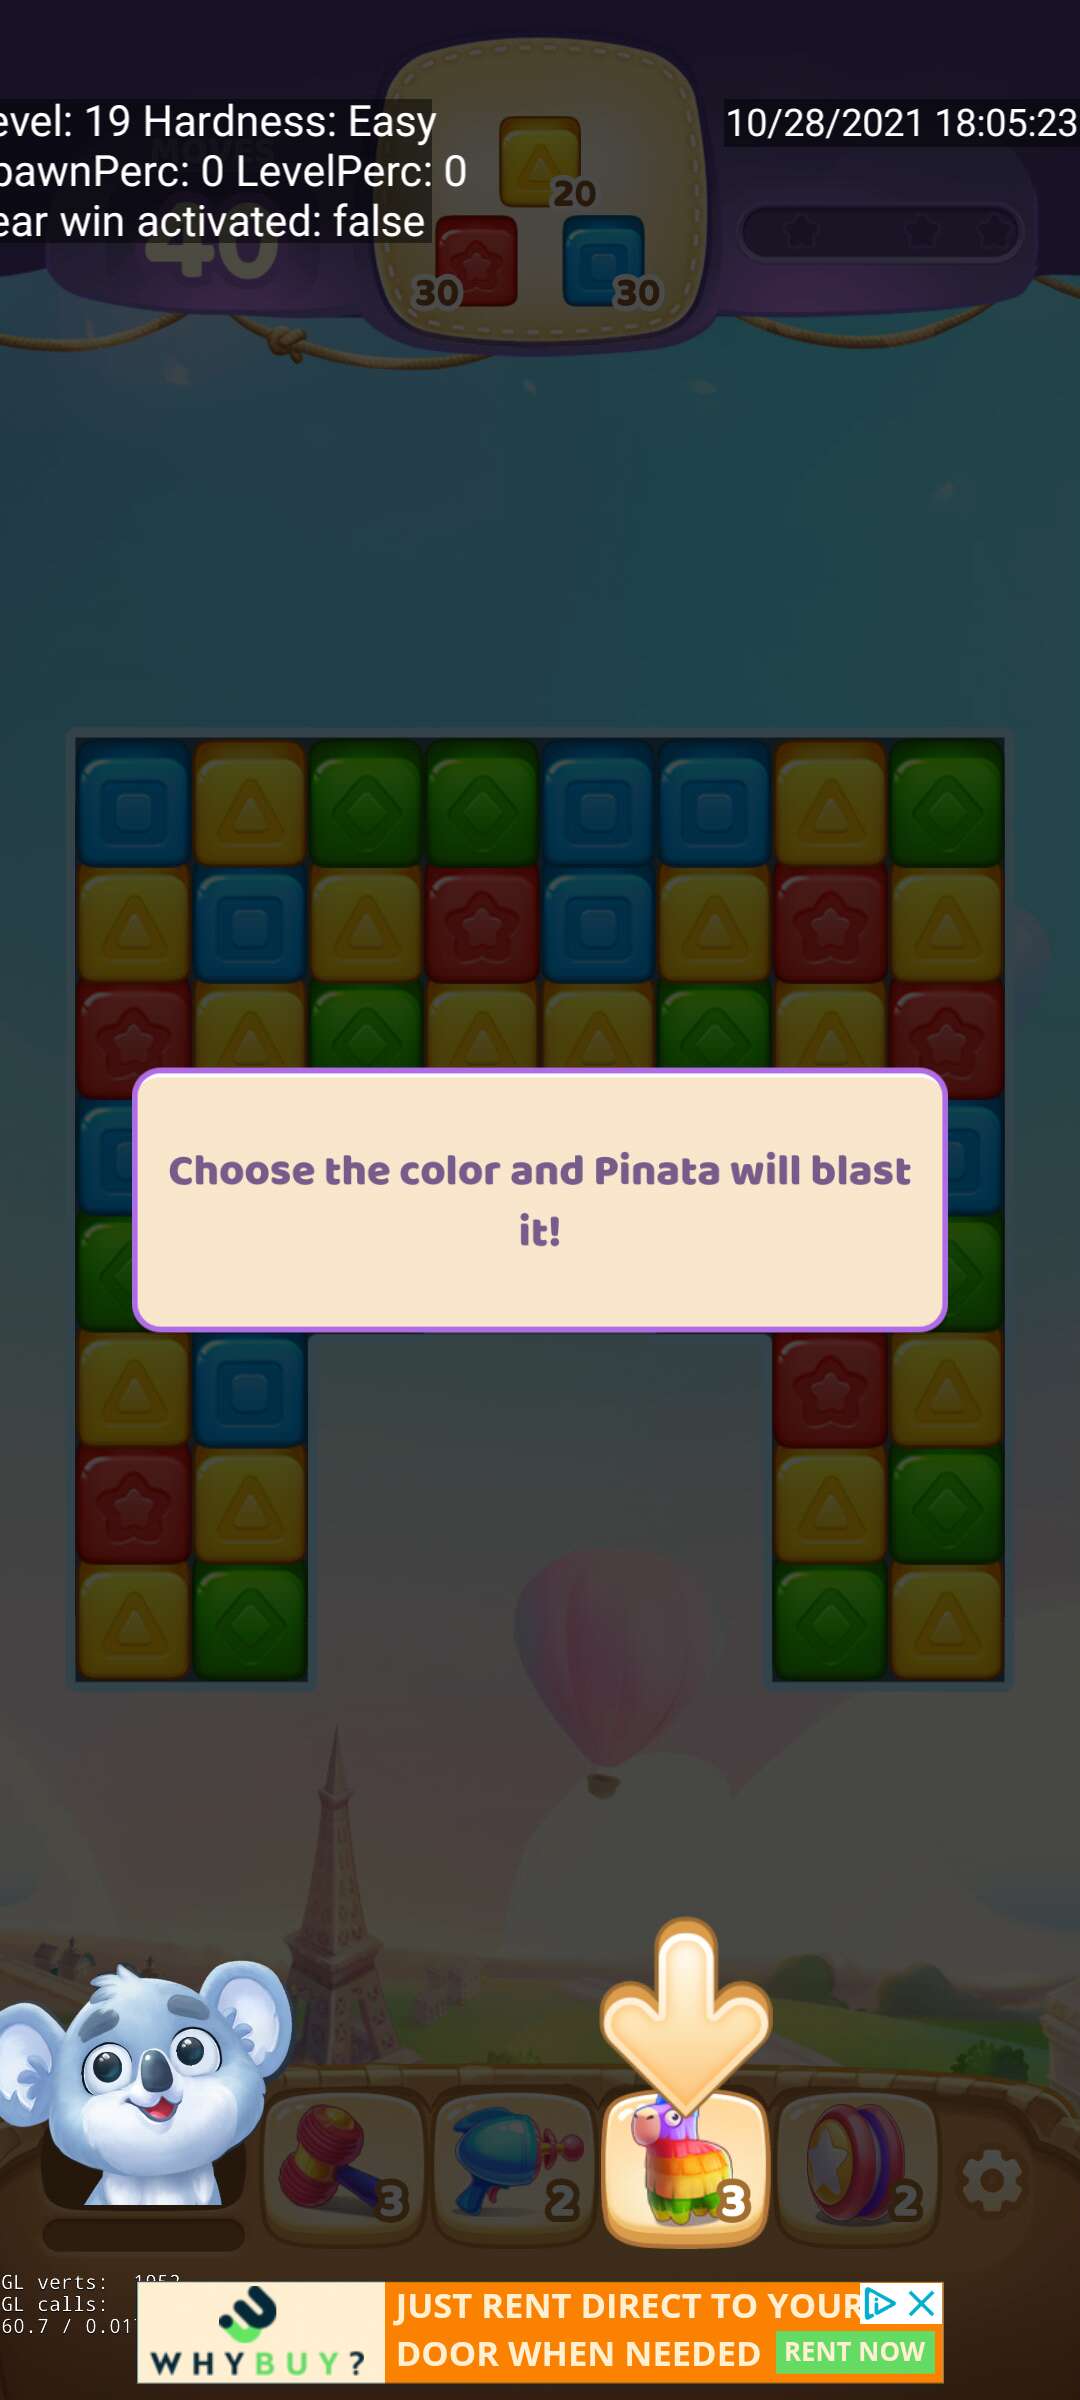 evel: 19 Hardness: Easy
pawnPerc: 0 LevelPerc: 0
ear win activated: false
10/28/2021 18:05:23
40
20
30
30
Choose the color and Pinata will blast
it!
3
2
3
2
GL verts: 1952
GL calls:
60.7 / 0.01
WHYBUY?
JUST RENT DIRECT TO YOUR
DOOR WHEN NEEDED
RENT NOW